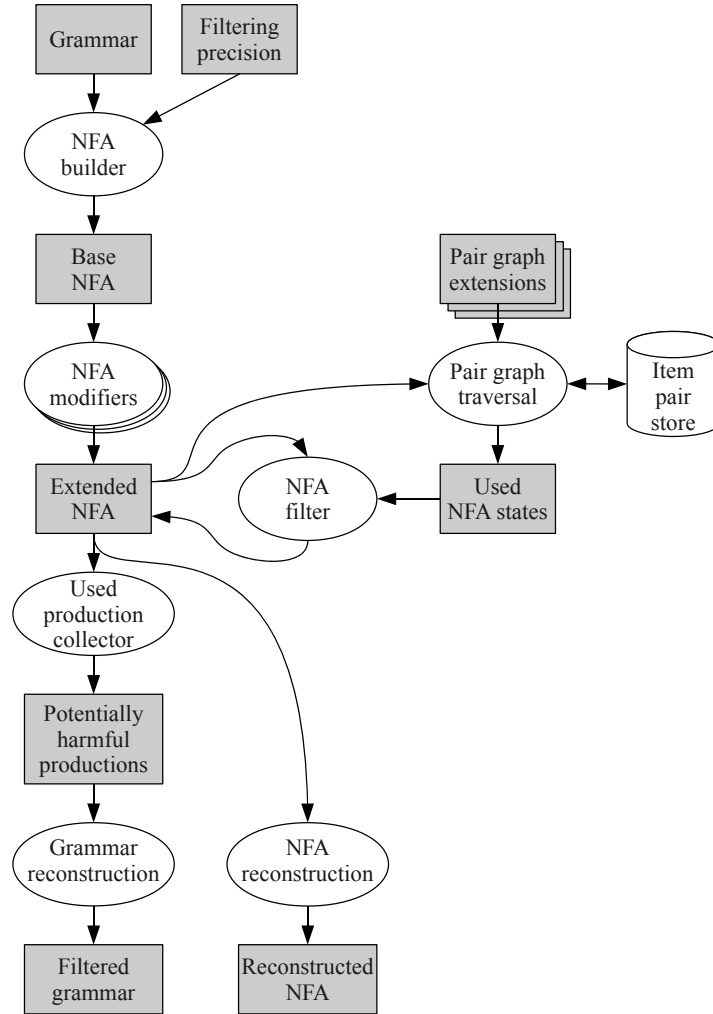 Grammar
Filtering
precision
NFA
builder
Base
NFA
Pair graph
extensions
NFA
modifiers
Pair graph
traversal
Item
pair
store
Extended
NFA
NFA
filter
Used
NFA states
Used
production
collector
Potentially
harmful
productions
Grammar
reconstruction
NFA
reconstruction
Filtered
grammar
Reconstructed
NFA